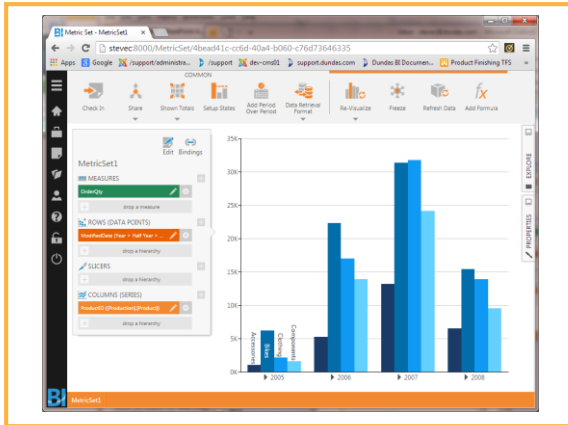 Metric Set - MetricSet1
stevec:8000/MetricSet/4bead41c-cc6d-40a4-b060-c76d73646335
Apps Google /support/administra... /support dev-cms01 support.dundas.com Dundas BI Documen... Product Finishing TPS
COMMON
Check In Share Shown Totals Setup States Add Period Over Period Data Retrieval Format Re-Visualize Freeze Refresh Data Add Formula
Edit Bindings
MetricSet1
MEASURES
OrderQty
drop a measure
ROWS (DATA POINTS)
ModifiedDate (Year > Half Year > ...
drop a hierarchy
SLICERS
drop a hierarchy
COLUMNS (SERIES)
ProductID ([Production].[Product])
drop a hierarchy
35K
30K
25K
20K
15K
10K
5K
0K
Accessories
Bikes
Clothing
Components
2005 2006 2007 2008
EXPLORE
PROPERTIES
BI MetricSet1